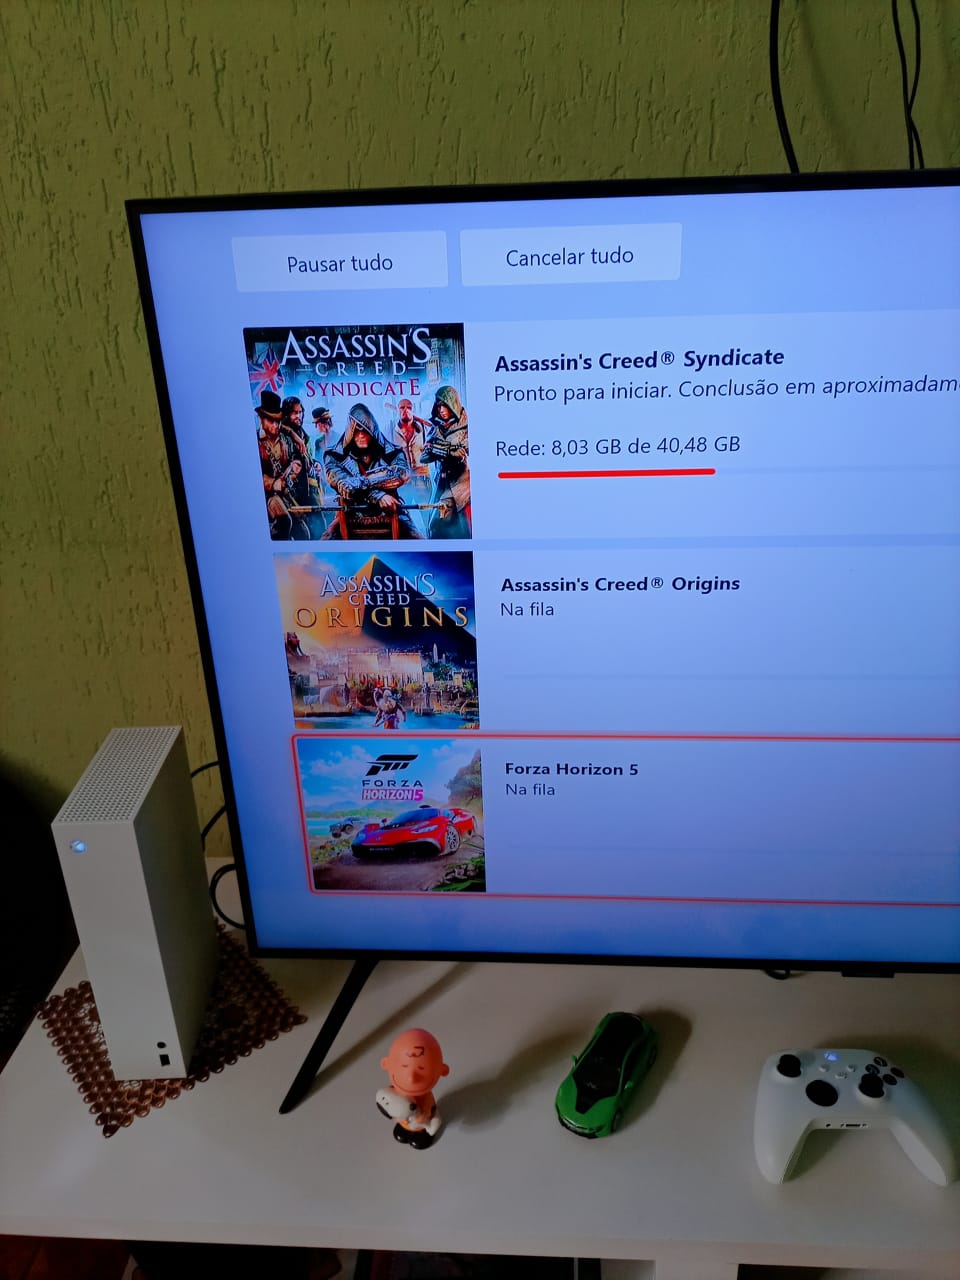 Pausar tudo
Cancelar tudo
ASSASSIN'S
CREED
SYNDICATE
Assassin's Creed® Syndicate
Pronto para iniciar. Conclusão em aproximadam
Rede: 8,03 GB de 40,48 GB
ASSASSIN'S
CREED
ORIGINS
Assassin's Creed® Origins
Na fila
FORZA
HORIZON 5
Forza Horizon 5
Na fila